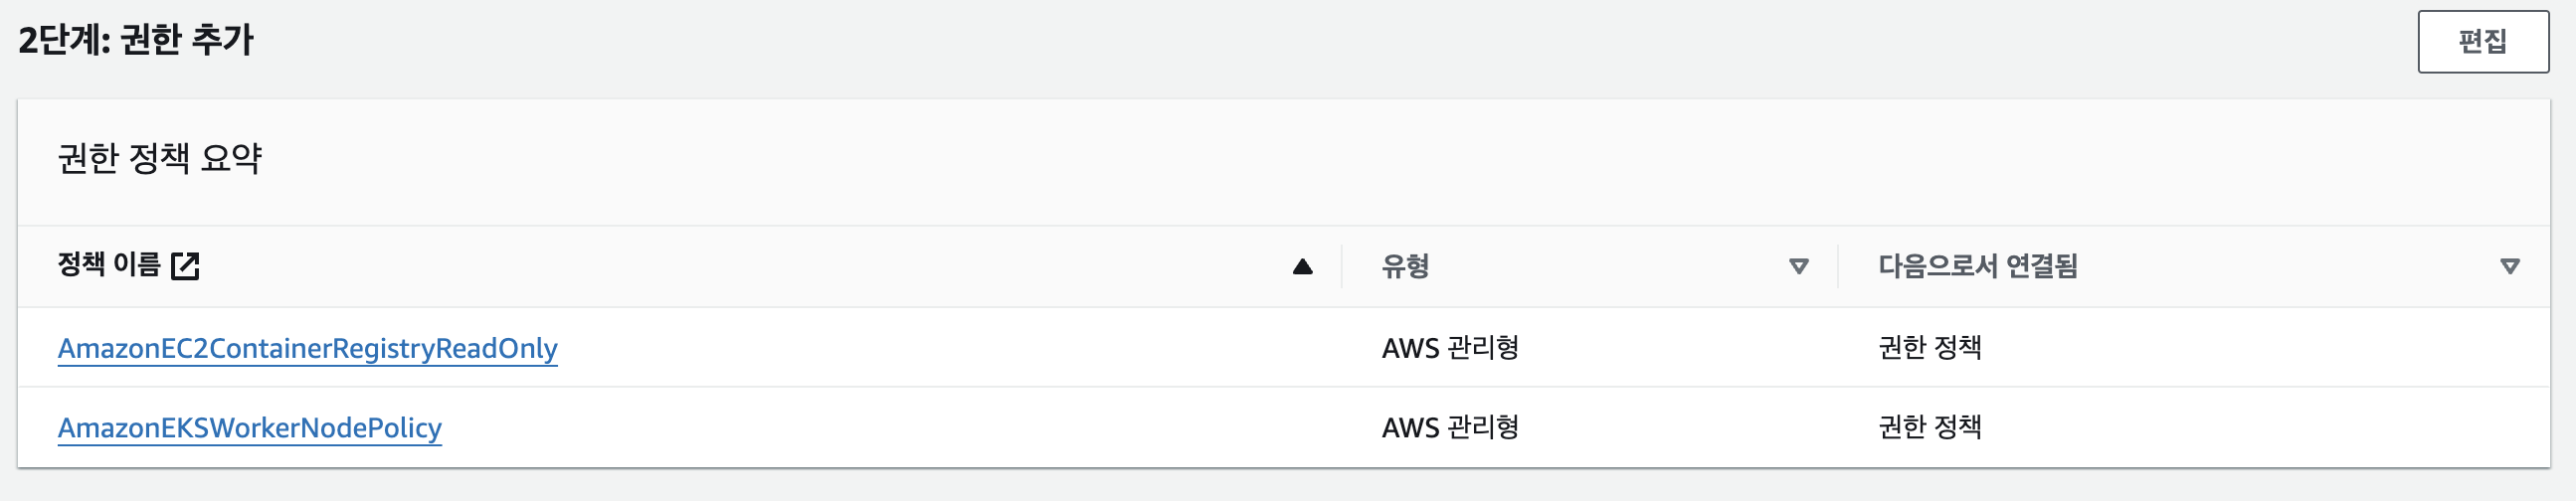 2단계: 권한 추가
편집
권한 정책 요약
정책 이름 유형 다음으로서 연결됨
AmazonEC2ContainerRegistryReadOnly AWS 관리형 권한 정책
AmazonEKSWorkerNodePolicy AWS 관리형 권한 정책